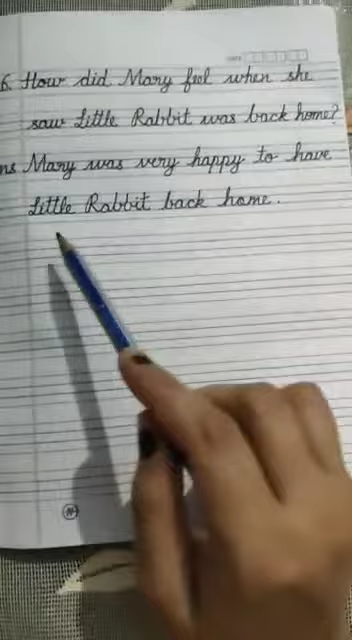 6. How did Mary feel when she
saw Little Rabbit was back home?
ns Mary was very happy to have
Little Rabbit back home.